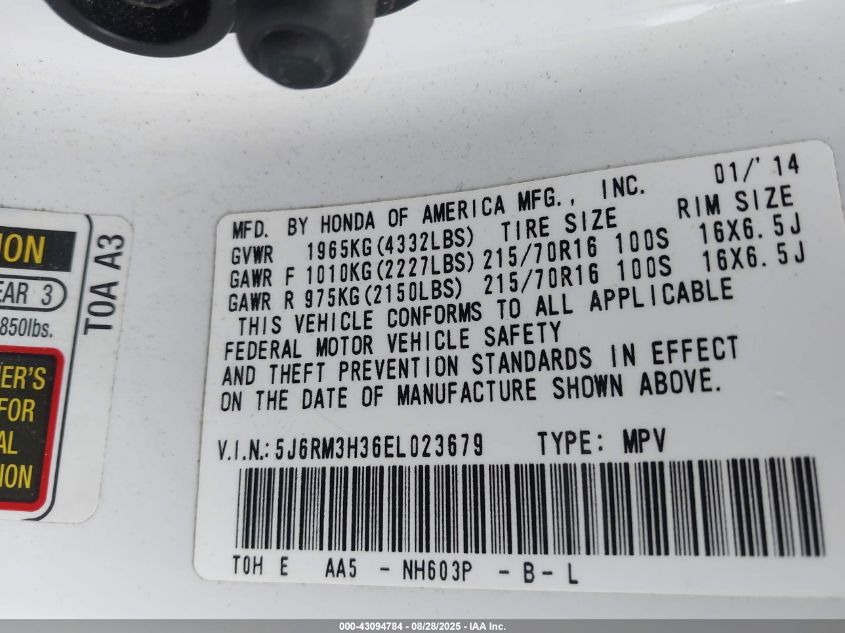 ION
EAR 3
850lbs.
ER'S
FOR
AL
ION
TOA A3
01/'14
MFD. BY HONDA OF AMERICA MFG., INC.
TIRE SIZE RIM SIZE
GVWR 1965KG(4332LBS)
GAWR F 1010KG(2227LBS) 215/70R16 100S 16X6.5J
GAWR R 975KG(2150LBS) 215/70R16 100S 16X6.5J
THIS VEHICLE CONFORMS TO ALL APPLICABLE
FEDERAL MOTOR VEHICLE SAFETY
AND THEFT PREVENTION STANDARDS IN EFFECT
ON THE DATE OF MANUFACTURE SHOWN ABOVE.
V.I.N.: 5J6RM3H36EL023679 TYPE: MPV
TOH E AA5 - NH603P - B - L
000-43094784 | 08/28/2025 - IAA Inc.